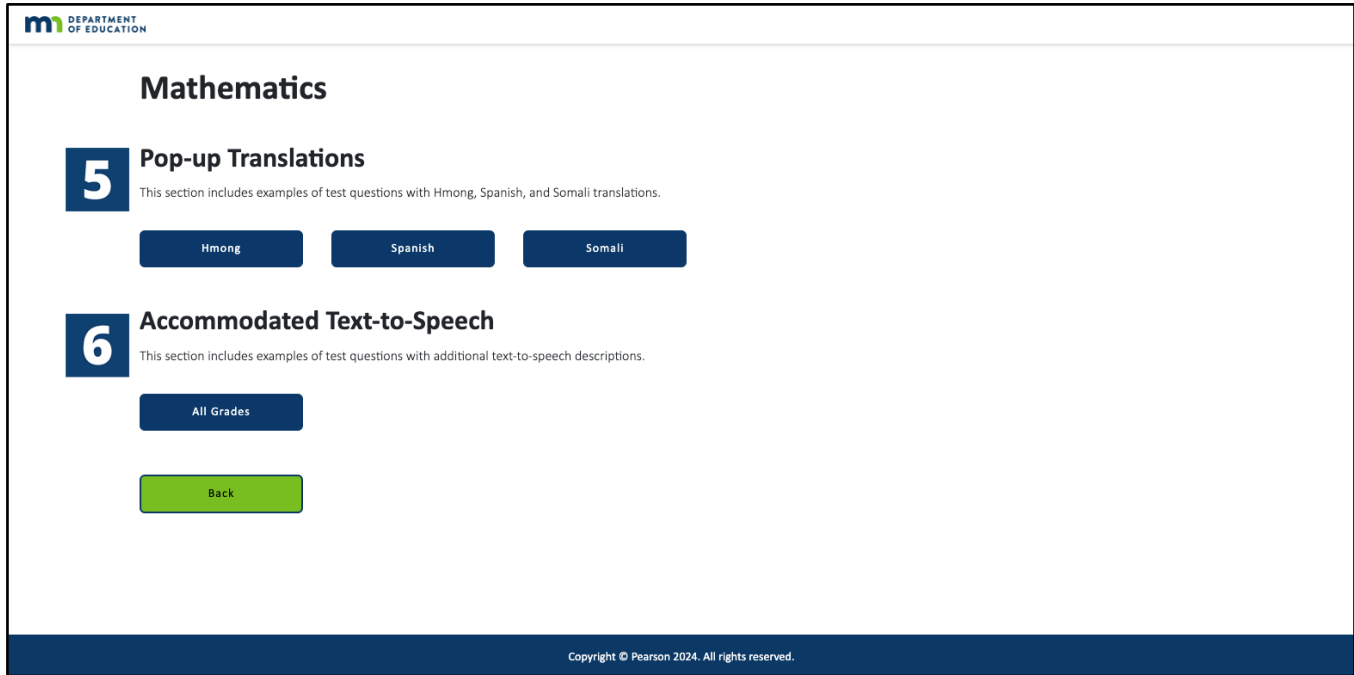 mn DEPARTMENT
OF EDUCATION
Mathematics
5
Pop-up Translations
This section includes examples of test questions with Hmong, Spanish, and Somali translations.
Hmong Spanish Somali
6
Accommodated Text-to-Speech
This section includes examples of test questions with additional text-to-speech descriptions.
All Grades
Back
Copyright © Pearson 2024. All rights reserved.